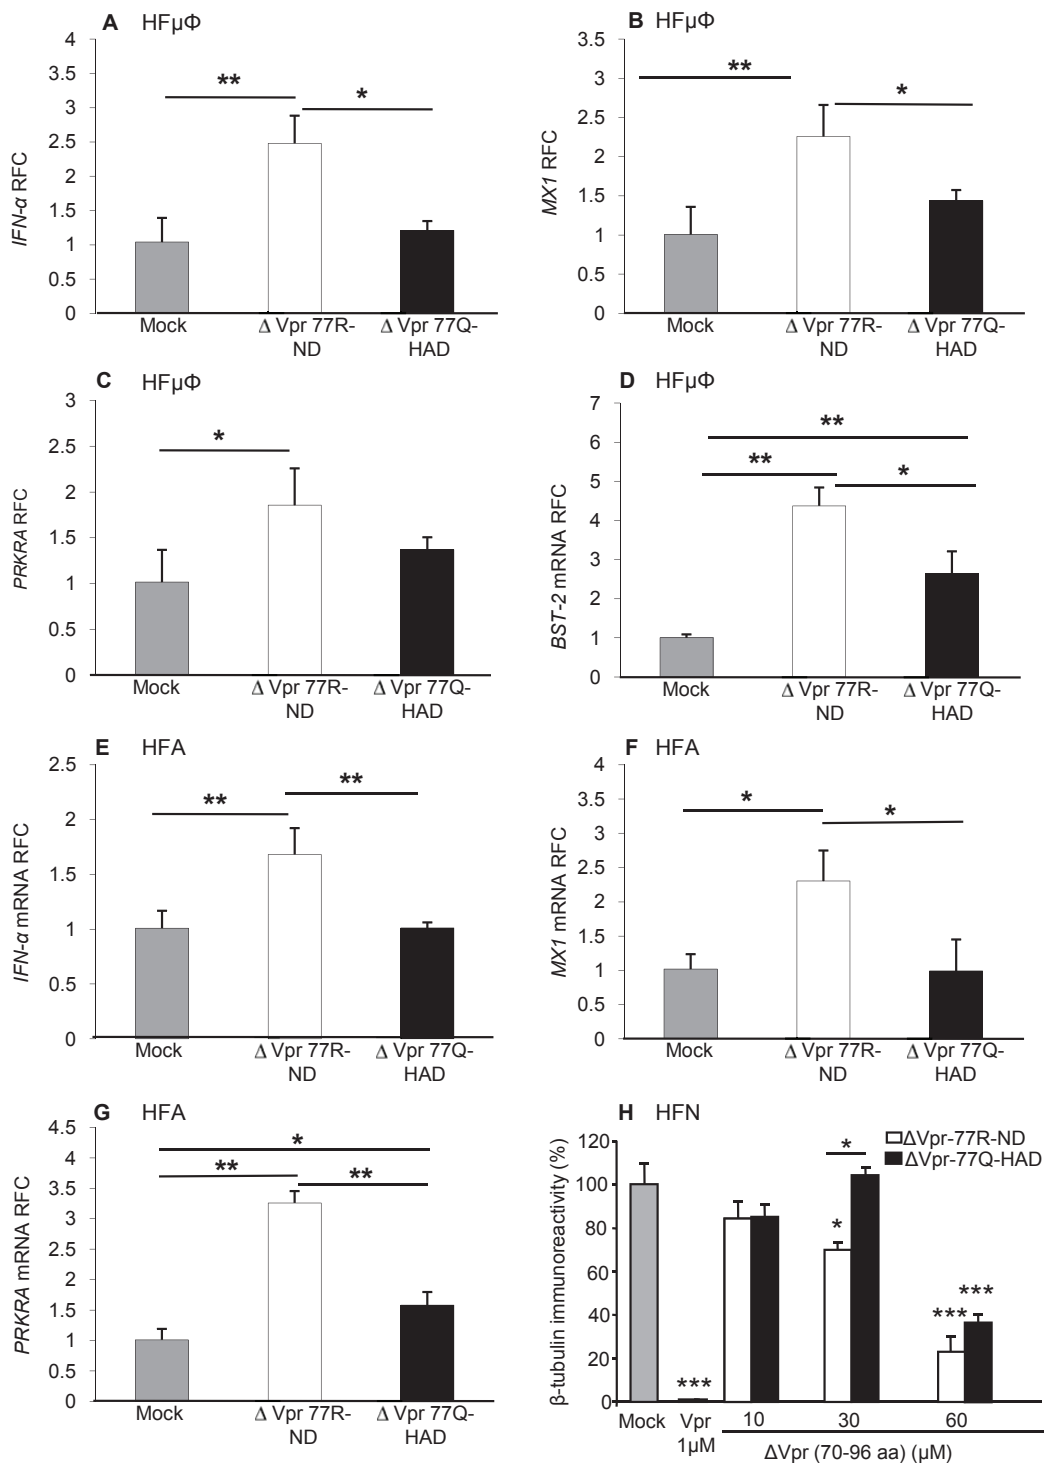 A HFμΦ
4
3.5
3
2.5
2
1.5
1
0.5
0
IFN-α RFC
** *
Mock Δ Vpr 77R- Δ Vpr 77Q-
ND HAD
B HFμΦ
3.5
3
2.5
2
1.5
1
0.5
0
MX1 RFC
** *
Mock Δ Vpr 77R- Δ Vpr 77Q-
ND HAD
C HFμΦ
3
2.5
2
1.5
1
0.5
0
PRKRA RFC
*
Mock Δ Vpr 77R- Δ Vpr 77Q-
ND HAD
D HFμΦ
7
6
5
4
3
2
1
0
BST-2 mRNA RFC
**
** *
Mock Δ Vpr 77R- Δ Vpr 77Q-
ND HAD
E HFA
2.5
2
1.5
1
0.5
0
IFN-α mRNA RFC
** **
Mock Δ Vpr 77R- Δ Vpr 77Q-
ND HAD
F HFA
4
3.5
3
2.5
2
1.5
1
0.5
0
MX1 mRNA RFC
* *
Mock Δ Vpr 77R- Δ Vpr 77Q-
ND HAD
G HFA
4.5
4
3.5
3
2.5
2
1.5
1
0.5
0
PRKRA mRNA RFC
*
** **
Mock Δ Vpr 77R- Δ Vpr 77Q-
ND HAD
H HFN
ΔVpr-77R-ND
ΔVpr-77Q-HAD
120
100
80
60
40
20
0
β-tubulin immunoreactivity (%)
*
*
***
***
***
Mock Vpr 10 30 60
1μM
ΔVpr (70-96 aa) (μM)